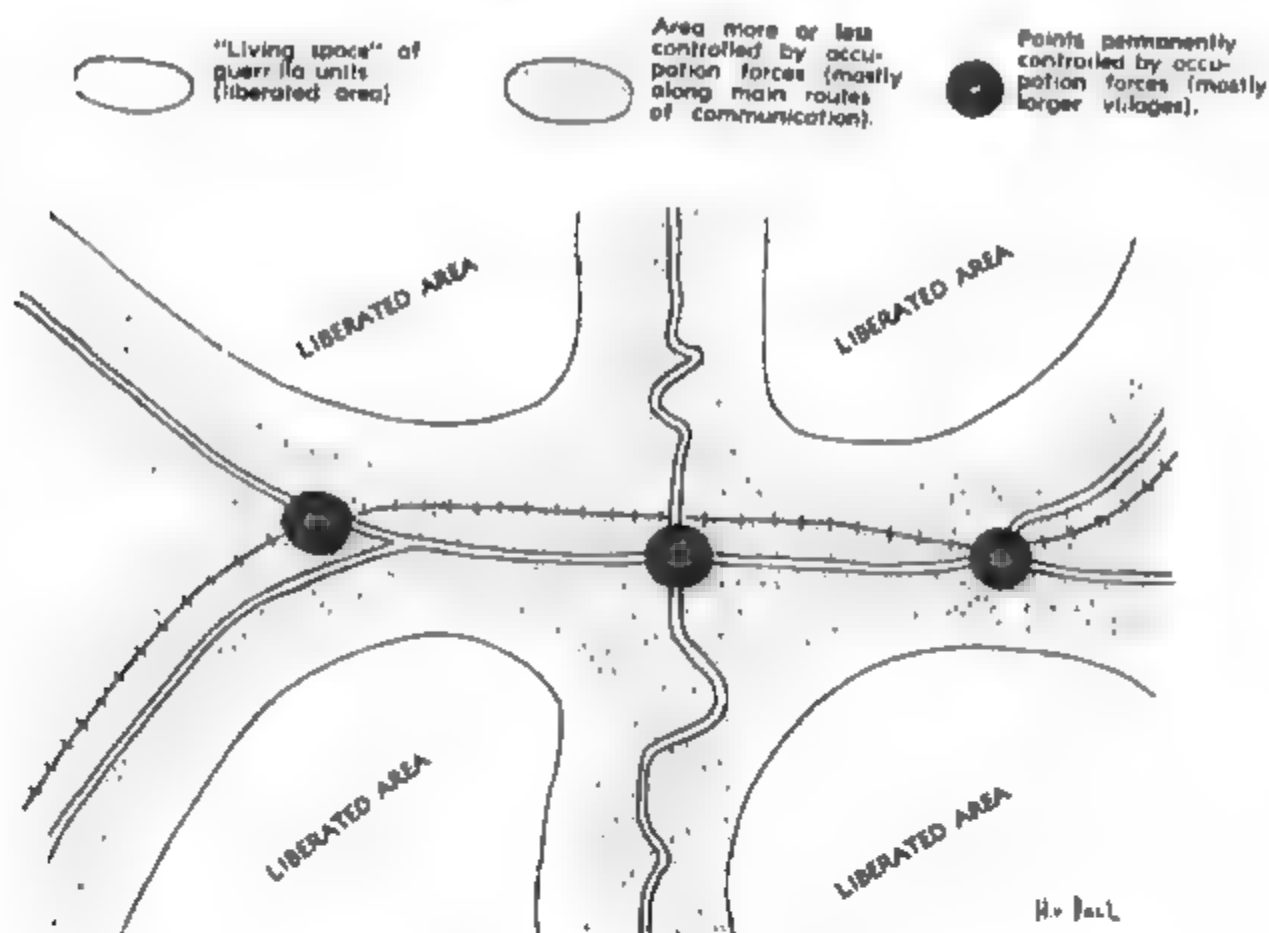 "Living space" of
guerrilla units
(liberated area)
Area more or less
controlled by occu-
pation forces (mostly
along main routes
of communication).
Points permanently
controlled by occu-
pation forces (mostly
larger villages).
LIBERATED AREA
LIBERATED AREA
LIBERATED AREA
LIBERATED AREA